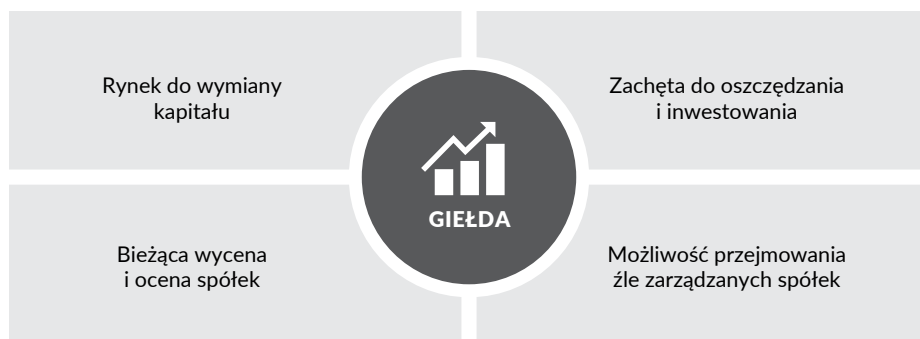 Rynek do wymiany
kapitału
Zachęta do oszczędzania
i inwestowania
GIEŁDA
Bieżąca wycena
i ocena spółek
Możliwość przejmowania
źle zarządzanych spółek